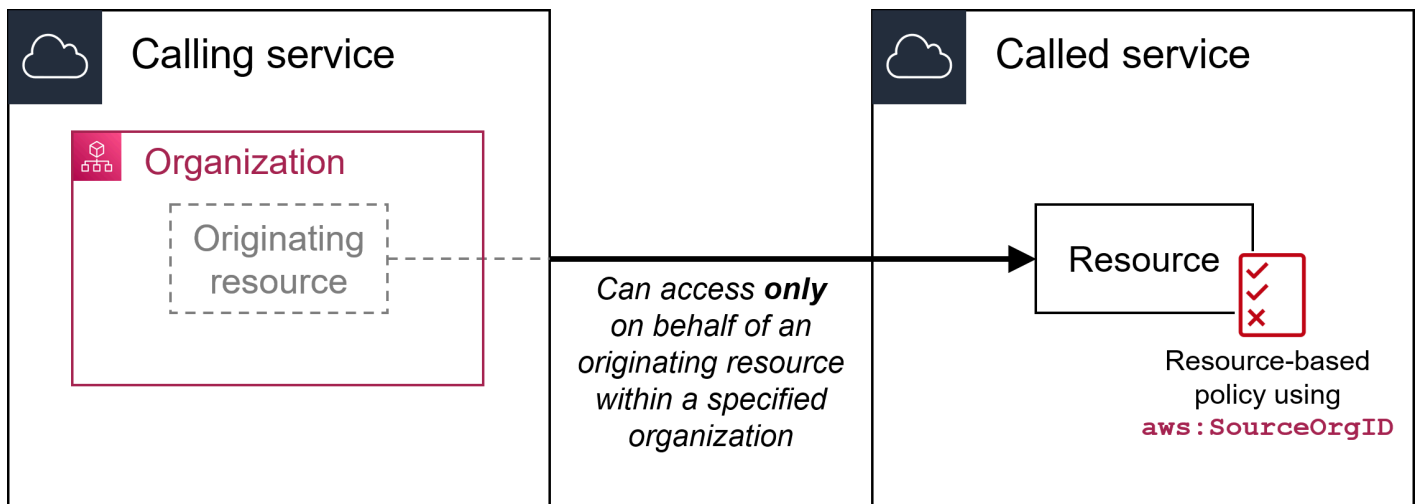 Calling service
Organization
Originating
resource
Can access only
on behalf of an
originating resource
within a specified
organization
Called service
Resource
Resource-based
policy using
aws:SourceOrgID